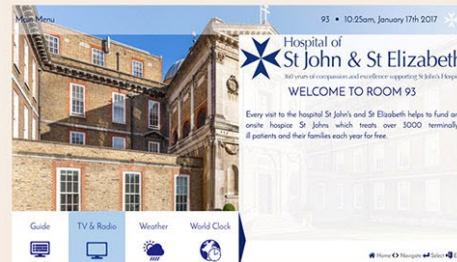 Main Menu
93 • 10:25am, January 17th 2017
Hospital of
St John & St Elizabeth
160 years of compassion and excellence supporting St John's Hospice
WELCOME TO ROOM 93
Every visit to the hospital St John's and St Elizabeth helps to fund an
onsite hospice St Johns which treats over 3000 terminally
ill patients and their families each year for free.
Guide
TV & Radio
Weather
World Clock
Home
Navigate
Select